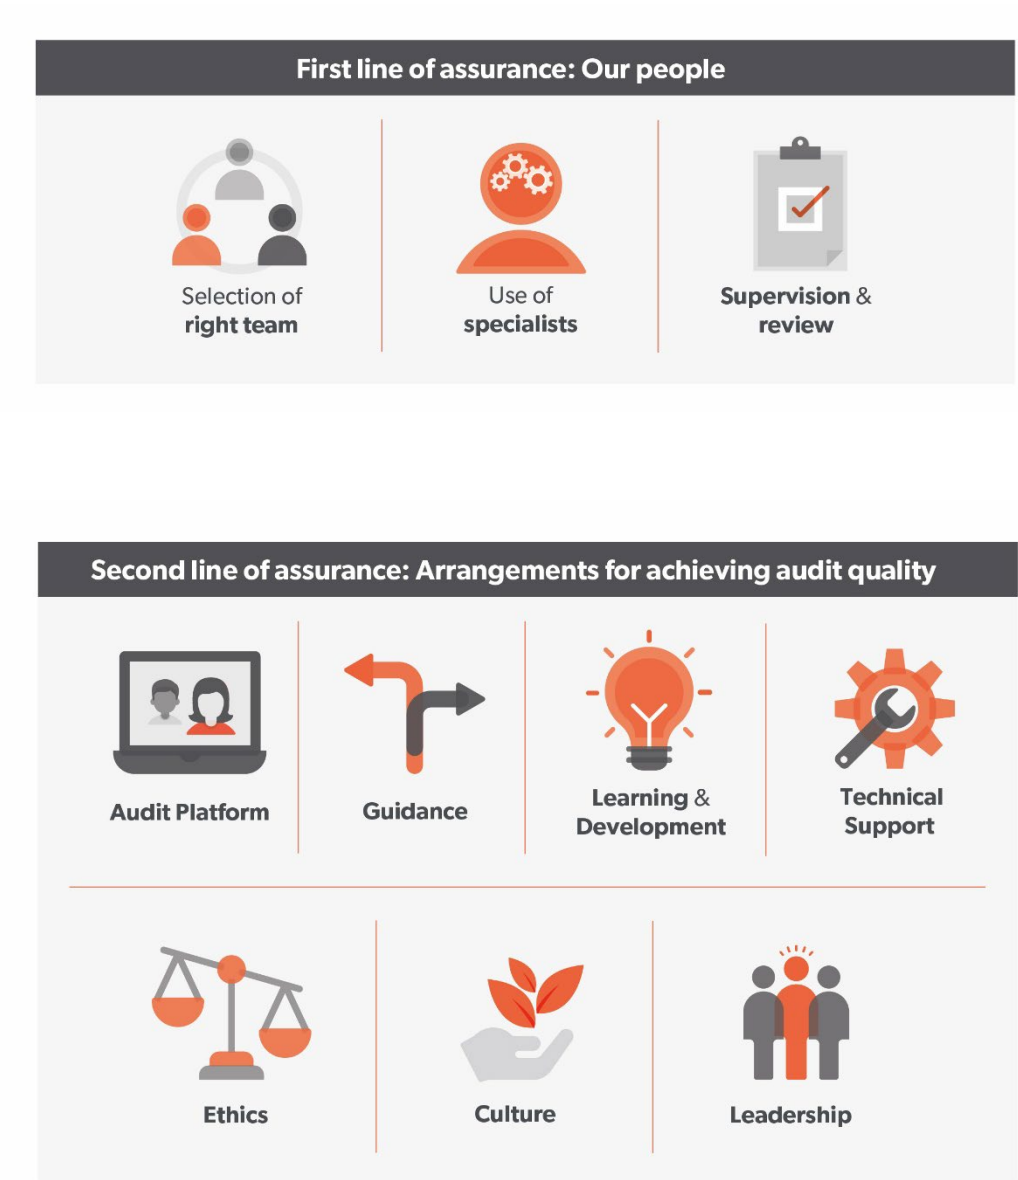 First line of assurance: Our people
Selection of
right team
Use of
specialists
Supervision &
review
Second line of assurance: Arrangements for achieving audit quality
Audit Platform
Guidance
Learning &
Development
Technical
Support
Ethics
Culture
Leadership